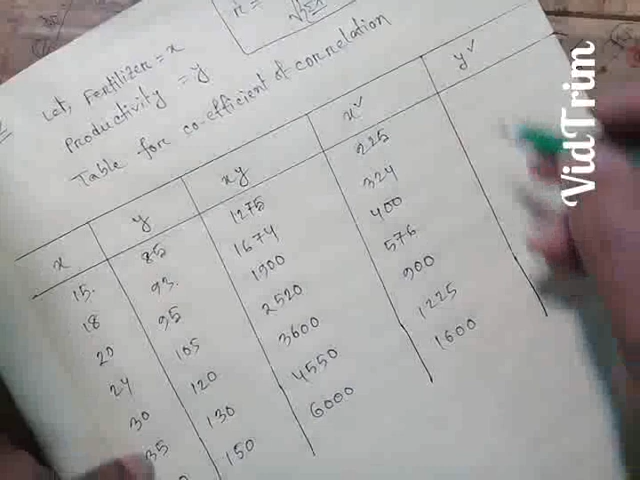 r =
Let, Fertilizer = x
Productivity = y
Table fore co-efficient of correlation
x y xy x² y²
15. 85 1275 225
18 93. 1674 324
20 95 1900 400
24 105 2520 576
30 120 3600 900
35 130 4550 1225
150 6000 1600
VidTrim